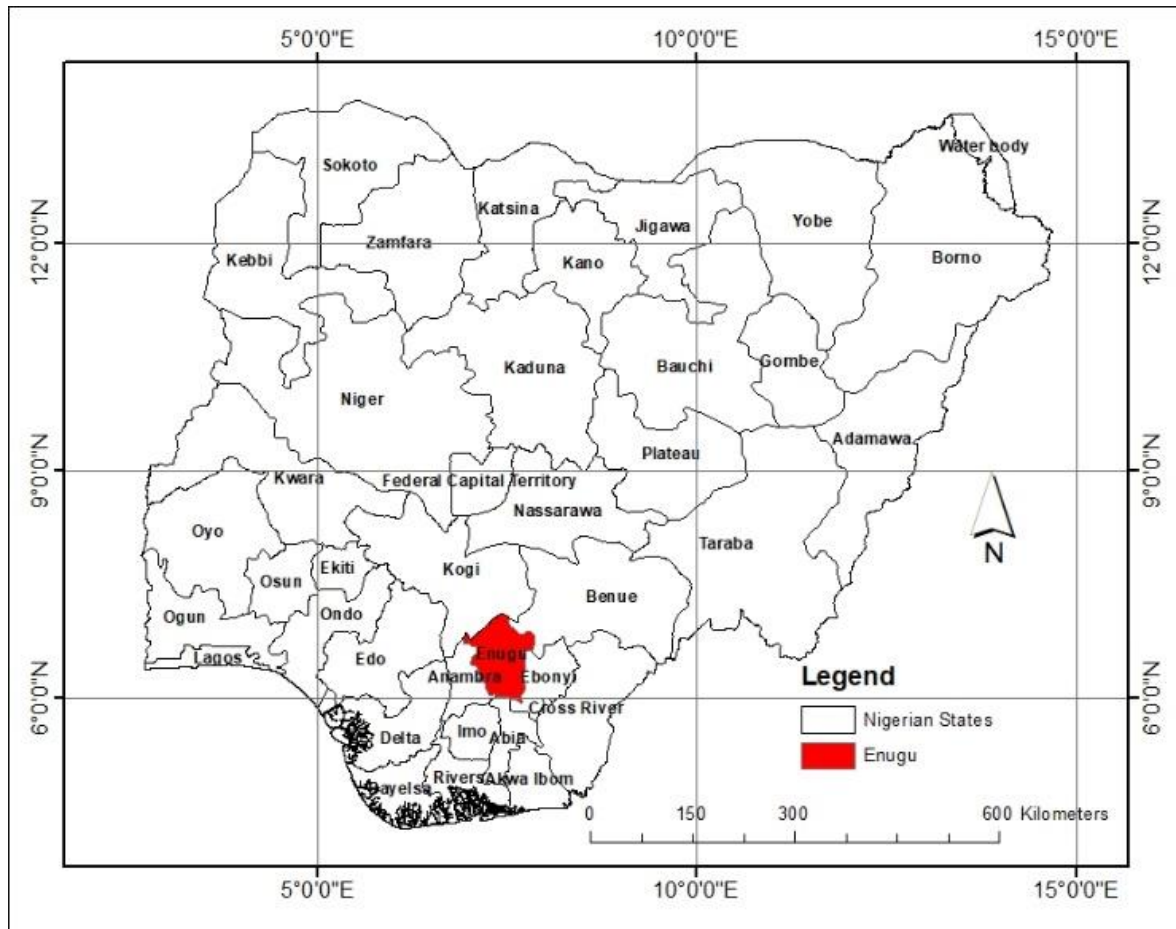 5°0'0"E 10°0'0"E 15°0'0"E
Water body
Sokoto
Katsina
Jigawa
Yobe
Zamfara
12°0'0"N 12°0'0"N
Kebbi
Kano
Borno
Kaduna
Bauchi
Gombe
Niger
Adamawa
Plateau
9°0'0"N 9°0'0"N
Kwara
Federal Capital Territory
Nassarawa
Oyo
Taraba
N
Osun
Ekiti
Kogi
Benue
Ogun
Ondo
Lagos
Edo
Enugu
Anambra
Ebonyi
6°0'0"N 6°0'0"N
Cross River
Delta
Imo
Abia
Bayelsa
Rivers
Akwa Ibom
Legend
Nigerian States
Enugu
0 150 300 600 Kilometers
5°0'0"E 10°0'0"E 15°0'0"E